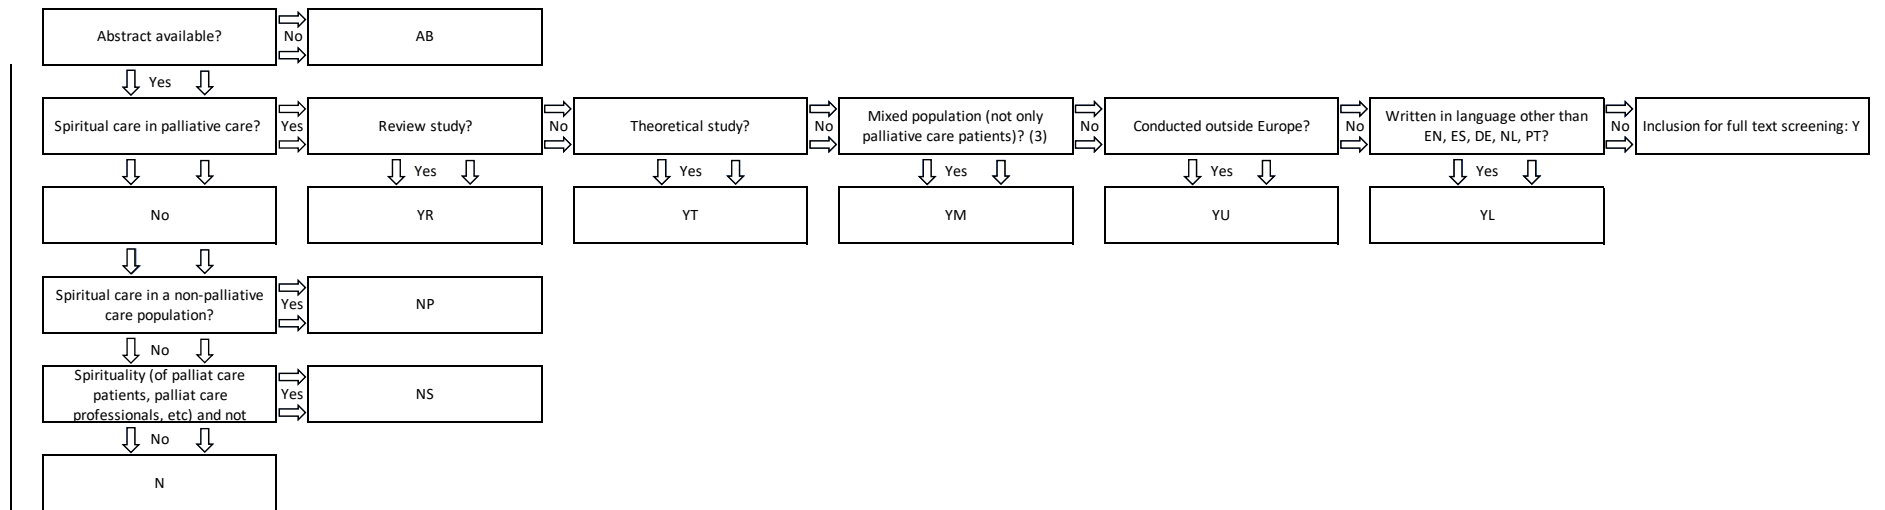 Abstract available?
No
AB
Yes
Spiritual care in palliative care?
Yes
Review study?
No
Theoretical study?
No
Mixed population (not only
palliative care patients)? (3)
No
Conducted outside Europe?
No
Written in language other than
EN, ES, DE, NL, PT?
No
Inclusion for full text screening: Y
Yes
Yes
Yes
Yes
Yes
No
YR
YT
YM
YU
YL
Spiritual care in a non-palliative
care population?
Yes
NP
No
Spirituality (of palliat care
patients, palliat care
professionals, etc) and not
Yes
NS
No
N